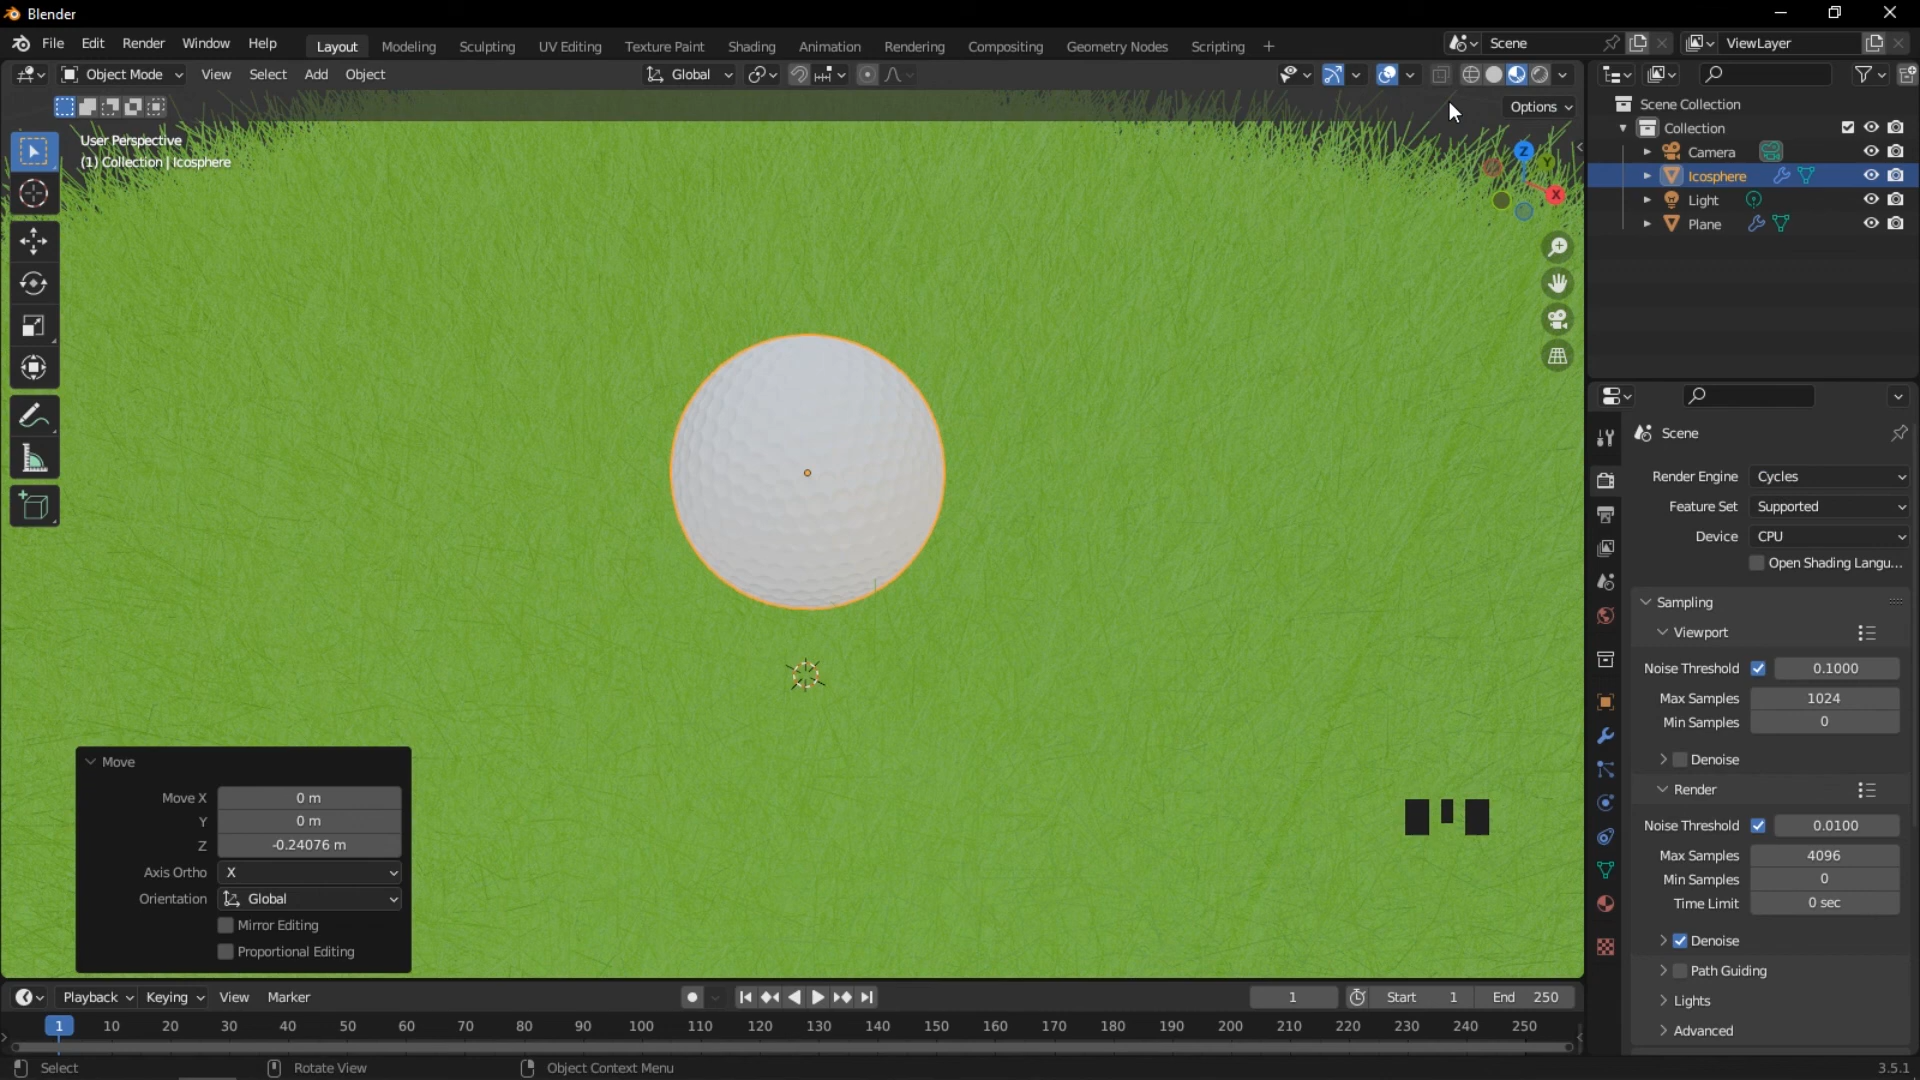 Blender
File Edit Render Window Help Layout Modeling Sculpting UV Editing Texture Paint Shading Animation Rendering Compositing Geometry Nodes Scripting + Scene ViewLayer
Object Mode View Select Add Object Global
Options
User Perspective
(1) Collection | Icosphere
Z
Y
X
Scene Collection
Collection
Camera
Icosphere
Light
Plane
Scene
Render Engine Cycles
Feature Set Supported
Device CPU
Open Shading Langu...
Sampling
Viewport
Noise Threshold 0.1000
Max Samples 1024
Min Samples 0
Denoise
Render
Noise Threshold 0.0100
Max Samples 4096
Min Samples 0
Time Limit 0 sec
Denoise
Path Guiding
Lights
Advanced
Move
Move X 0 m
Y 0 m
Z -0.24076 m
Axis Ortho X
Orientation Global
Mirror Editing
Proportional Editing
Playback Keying View Marker 1 Start 1 End 250
1 10 20 30 40 50 60 70 80 90 100 110 120 130 140 150 160 170 180 190 200 210 220 230 240 250
Select Rotate View Object Context Menu 3.5.1